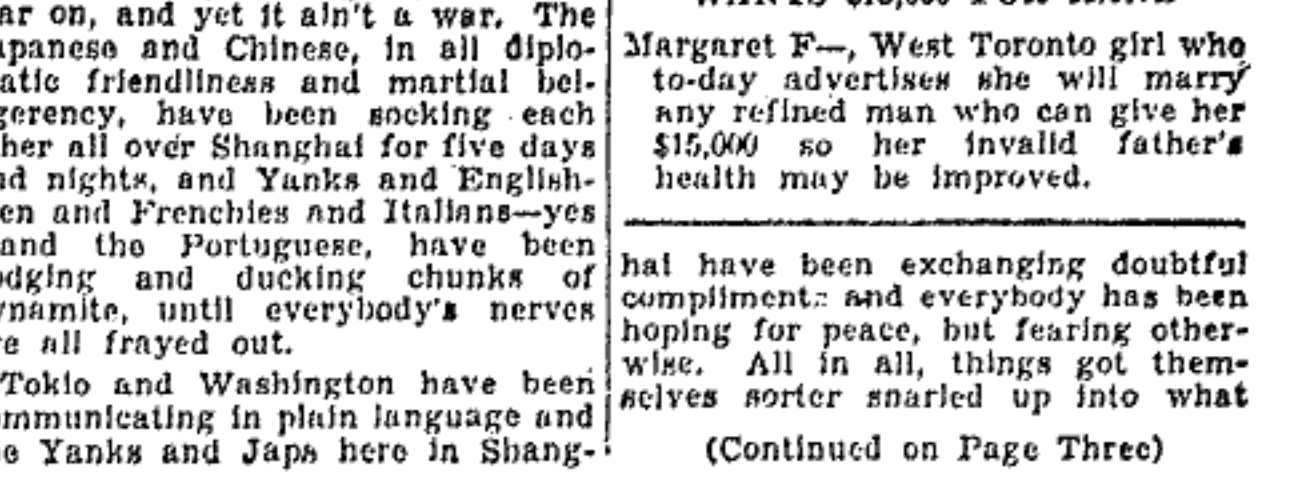 ar on, and yet it ain't a war. The
apanese and Chinese, in all diplo-
atic friendliness and martial bel-
gerency, have been socking each
her all over Shanghai for five days
nd nights, and Yanks and English-
en and Frenchies and Italians—yes
and the Portuguese, have been
odging and ducking chunks of
ynamite, until everybody's nerves
re all frayed out.
Tokio and Washington have been
ommunicating in plain language and
e Yanks and Japs here in Shang-
Margaret F—, West Toronto girl who
to-day advertises she will marry
any refined man who can give her
$15,000 so her invalid father's
health may be improved.
hai have been exchanging doubtful
compliments and everybody has been
hoping for peace, but fearing other-
wise. All in all, things got them-
selves sorter snarled up into what
(Continued on Page Three)